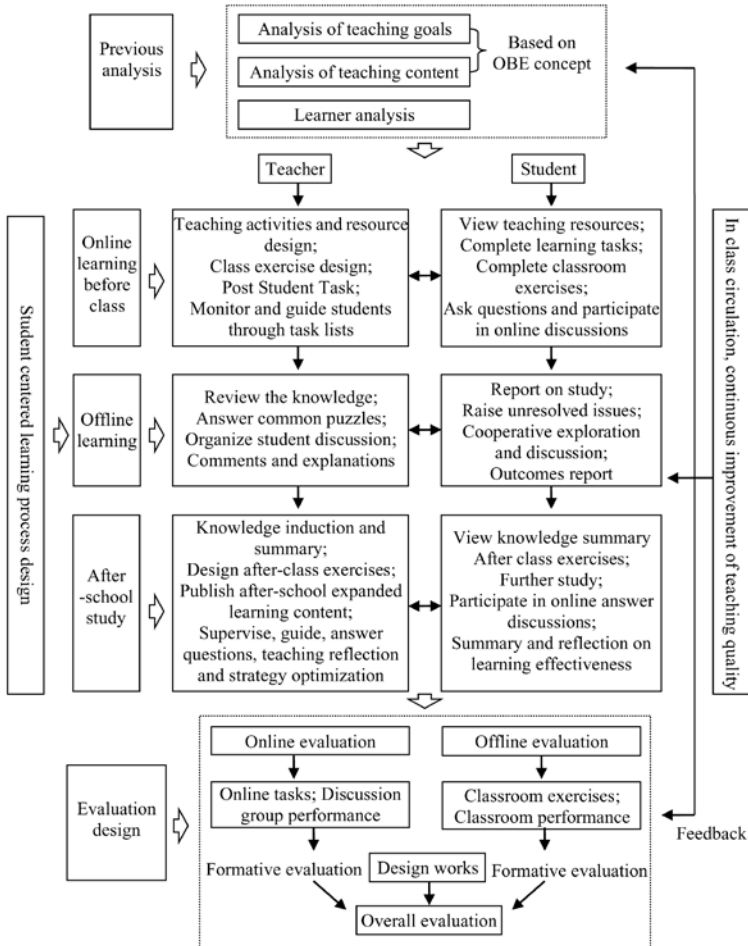 Previous
analysis
Analysis of teaching goals
Analysis of teaching content
Based on
OBE concept
Learner analysis
Teacher
Student
Student centered learning process design
Online
learning
before
class
Teaching activities and resource
design;
Class exercise design;
Post Student Task;
Monitor and guide students
through task lists
View teaching resources;
Complete learning tasks;
Complete classroom
exercises;
Ask questions and participate
in online discussions
In class circulation, continuous improvement of teaching quality
Offline
learning
Review the knowledge;
Answer common puzzles;
Organize student discussion;
Comments and explanations
Report on study;
Raise unresolved issues;
Cooperative exploration
and discussion;
Outcomes report
After
-school
study
Knowledge induction and
summary;
Design after-class exercises;
Publish after-school expanded
learning content;
Supervise, guide, answer
questions, teaching reflection
and strategy optimization
View knowledge summary
After class exercises;
Further study;
Participate in online answer
discussions;
Summary and reflection on
learning effectiveness
Evaluation
design
Online evaluation
Offline evaluation
Online tasks; Discussion
group performance
Classroom exercises;
Classroom performance
Feedback
Formative evaluation
Design works
Formative evaluation
Overall evaluation